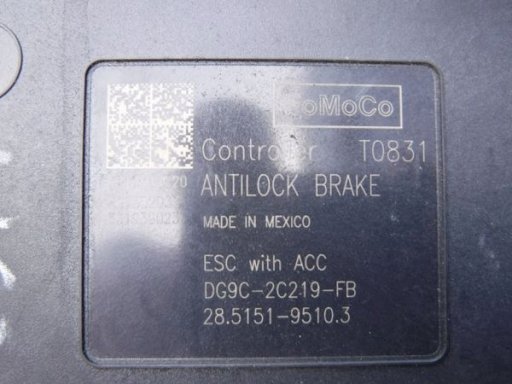 FoMoCo
Controller T0831
ANTILOCK BRAKE
MADE IN MEXICO
ESC with ACC
DG9C-2C219-FB
28.5151-9510.3